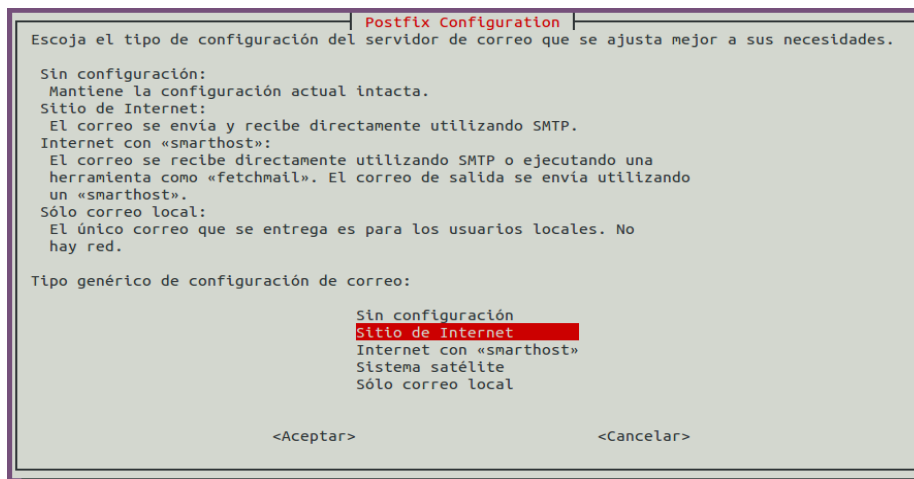 Postfix Configuration
Escoja el tipo de configuración del servidor de correo que se ajusta mejor a sus necesidades.
Sin configuración:
Mantiene la configuración actual intacta.
Sitio de Internet:
El correo se envía y recibe directamente utilizando SMTP.
Internet con «smarthost»:
El correo se recibe directamente utilizando SMTP o ejecutando una
herramienta como «fetchmail». El correo de salida se envía utilizando
un «smarthost».
Sólo correo local:
El único correo que se entrega es para los usuarios locales. No
hay red.
Tipo genérico de configuración de correo:
Sin configuración
Sitio de Internet
Internet con «smarthost»
Sistema satélite
Sólo correo local
<Aceptar> <Cancelar>